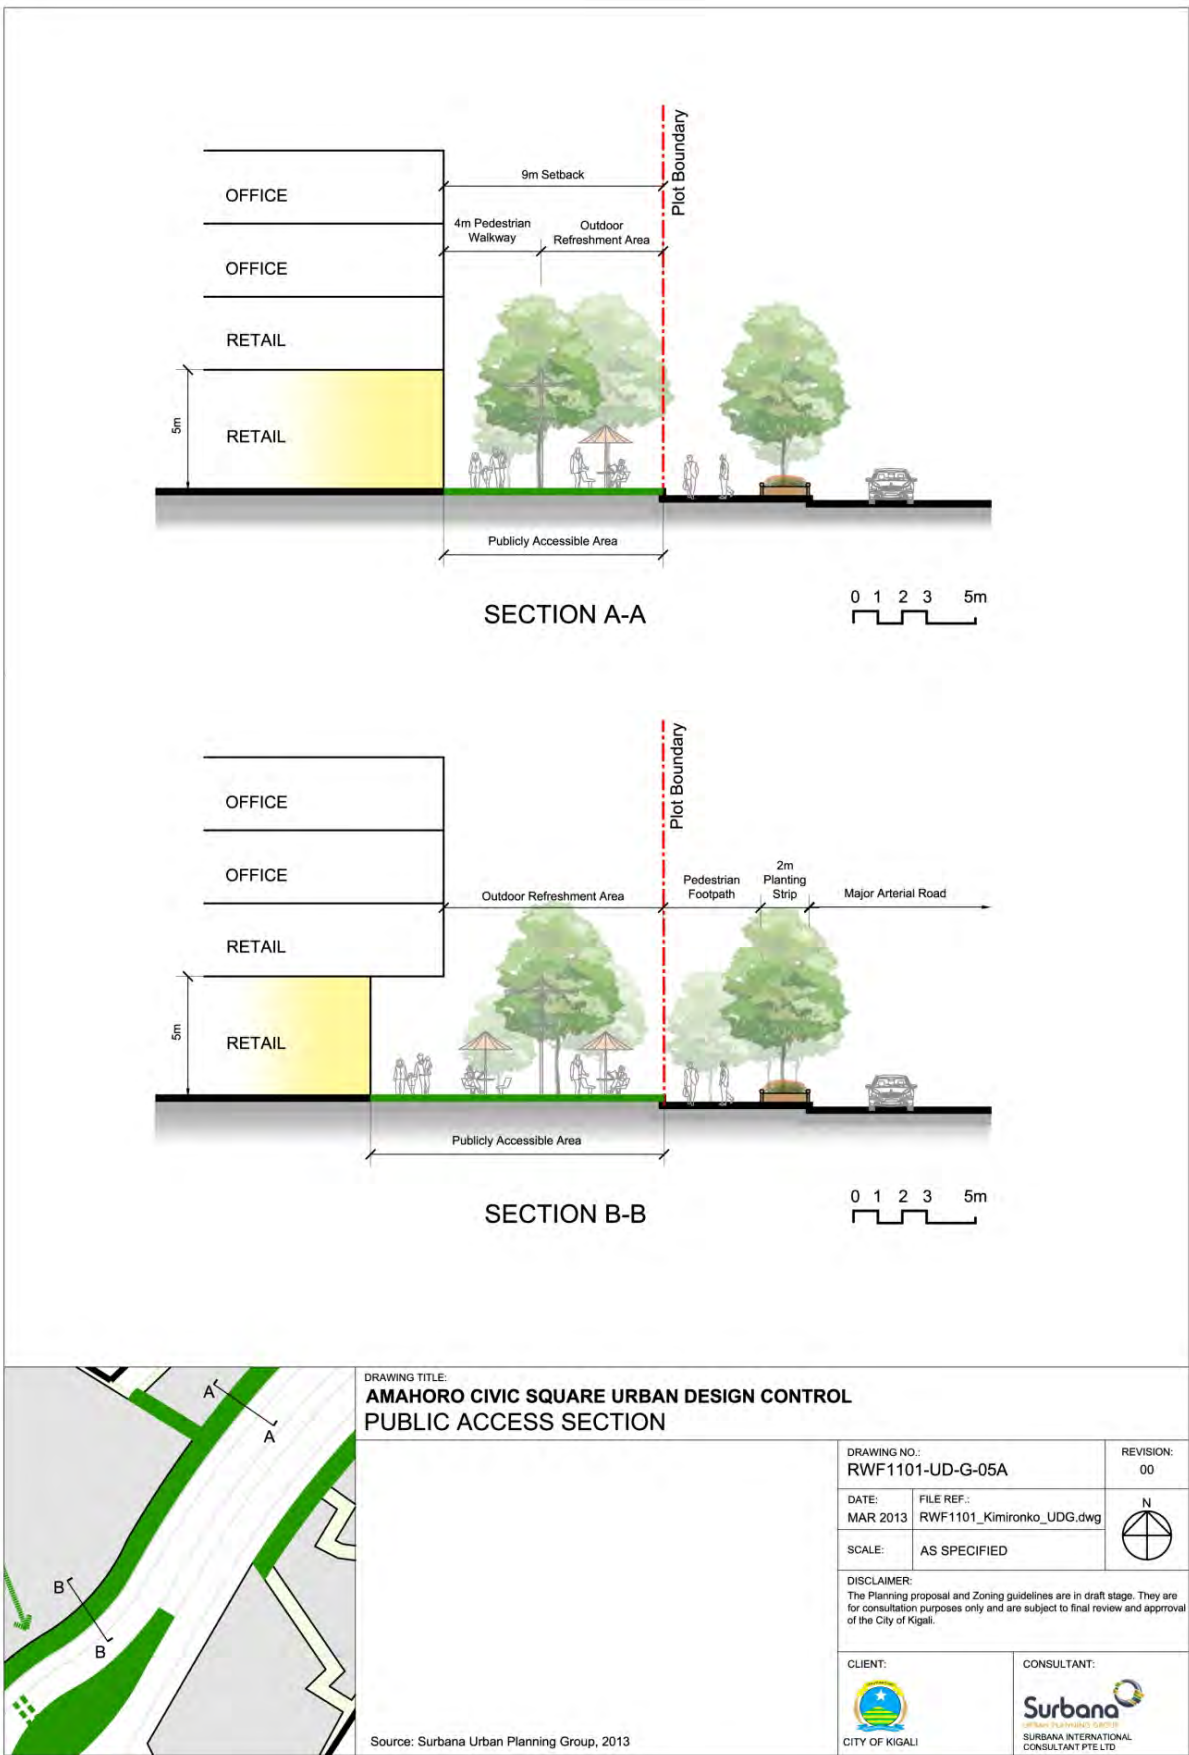 Plot Boundary
9m Setback
4m Pedestrian
Walkway
Outdoor
Refreshment Area
OFFICE
OFFICE
RETAIL
RETAIL
5m
Publicly Accessible Area
SECTION A-A
0 1 2 3 5m
Plot Boundary
OFFICE
OFFICE
RETAIL
RETAIL
5m
Outdoor Refreshment Area
Pedestrian
Footpath
2m
Planting
Strip
Major Arterial Road
Publicly Accessible Area
SECTION B-B
0 1 2 3 5m
A
A
B
B
DRAWING TITLE:
AMAHORO CIVIC SQUARE URBAN DESIGN CONTROL
PUBLIC ACCESS SECTION
DRAWING NO.:
RWF1101-UD-G-05A
REVISION:
00
DATE:
MAR 2013
FILE REF.:
RWF1101_Kimironko_UDG.dwg
N
SCALE:
AS SPECIFIED
DISCLAIMER:
The Planning proposal and Zoning guidelines are in draft stage. They are
for consultation purposes only and are subject to final review and approval
of the City of Kigali.
CLIENT:
CITY OF KIGALI
CONSULTANT:
Surbana
URBAN PLANNING GROUP
SURBANA INTERNATIONAL
CONSULTANT PTE LTD
Source: Surbana Urban Planning Group, 2013